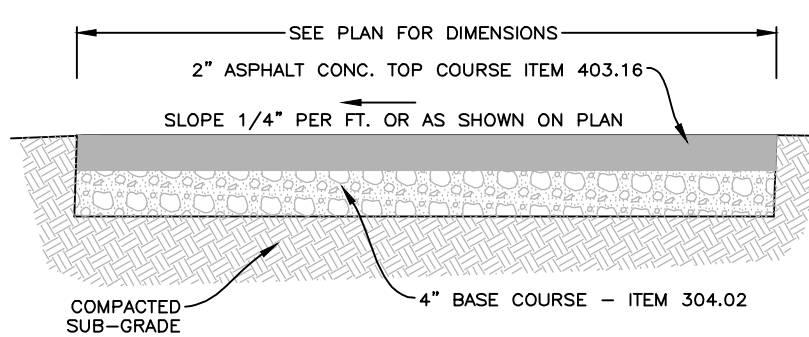 SEE PLAN FOR DIMENSIONS
2" ASPHALT CONC. TOP COURSE ITEM 403.16
SLOPE 1/4" PER FT. OR AS SHOWN ON PLAN
COMPACTED
SUB-GRADE
4" BASE COURSE - ITEM 304.02